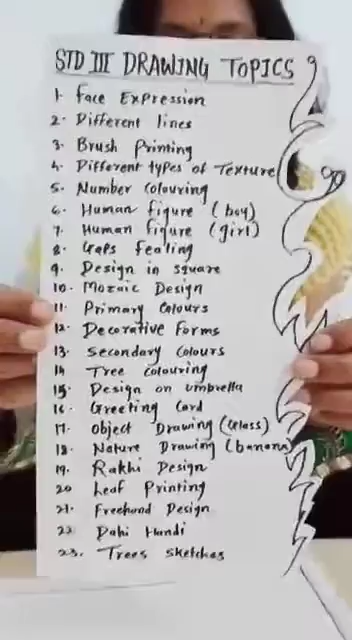 STD III DRAWING TOPICS
1. Face Expression
2. Different lines
3. Brush Printing
4. Different types of Texture
5. Number Colouring
6. Human figure (boy)
7. Human figure (girl)
8. Gaps Fealing
9. Design in square
10. Mozaic Design
11. Primary Colours
12. Decorative Forms
13. Secondary Colours
14 Tree Colouring
15. Design on umbrella
16. Greeting Card
17. Object Drawing (Glass)
18. Nature Drawing (banana)
19. Rakhi Design
20 Leaf Printing
21. Freehand Design
22. Dahi Handi
23. Trees Sketches